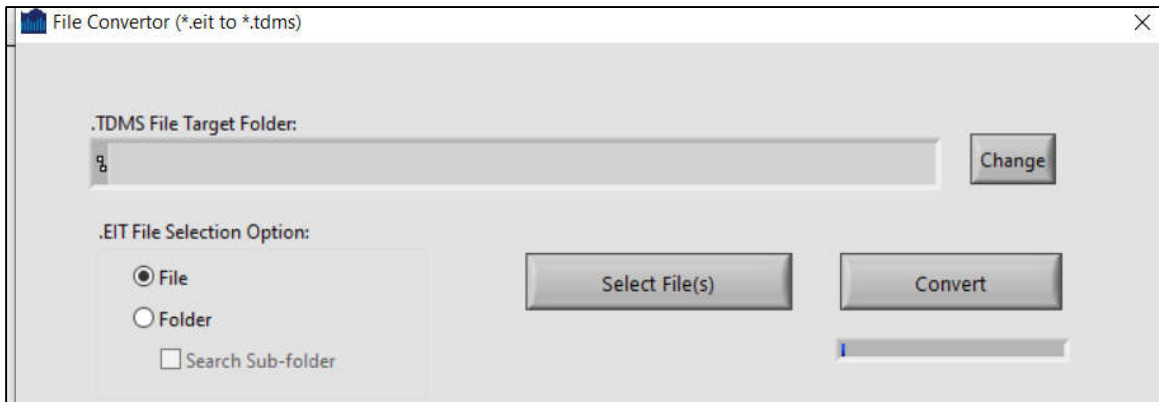 File Convertor (*.eit to *.tdms)
.TDMS File Target Folder:
Change
.EIT File Selection Option:
File
Select File(s)
Convert
Folder
Search Sub-folder